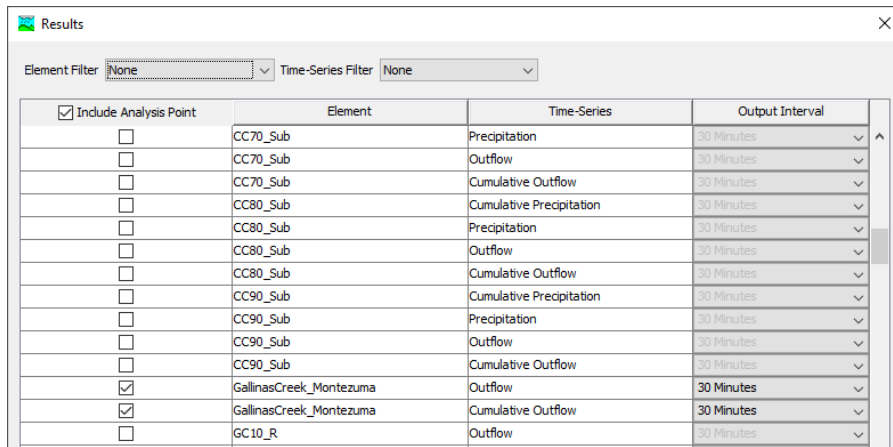 Results
Element Filter None Time-Series Filter None
Include Analysis Point Element Time-Series Output Interval
CC70_Sub Precipitation 30 Minutes
CC70_Sub Outflow 30 Minutes
CC70_Sub Cumulative Outflow 30 Minutes
CC80_Sub Cumulative Precipitation 30 Minutes
CC80_Sub Precipitation 30 Minutes
CC80_Sub Outflow 30 Minutes
CC80_Sub Cumulative Outflow 30 Minutes
CC90_Sub Cumulative Precipitation 30 Minutes
CC90_Sub Precipitation 30 Minutes
CC90_Sub Outflow 30 Minutes
CC90_Sub Cumulative Outflow 30 Minutes
GallinasCreek_Montezuma Outflow 30 Minutes
GallinasCreek_Montezuma Cumulative Outflow 30 Minutes
GC10_R Outflow 30 Minutes